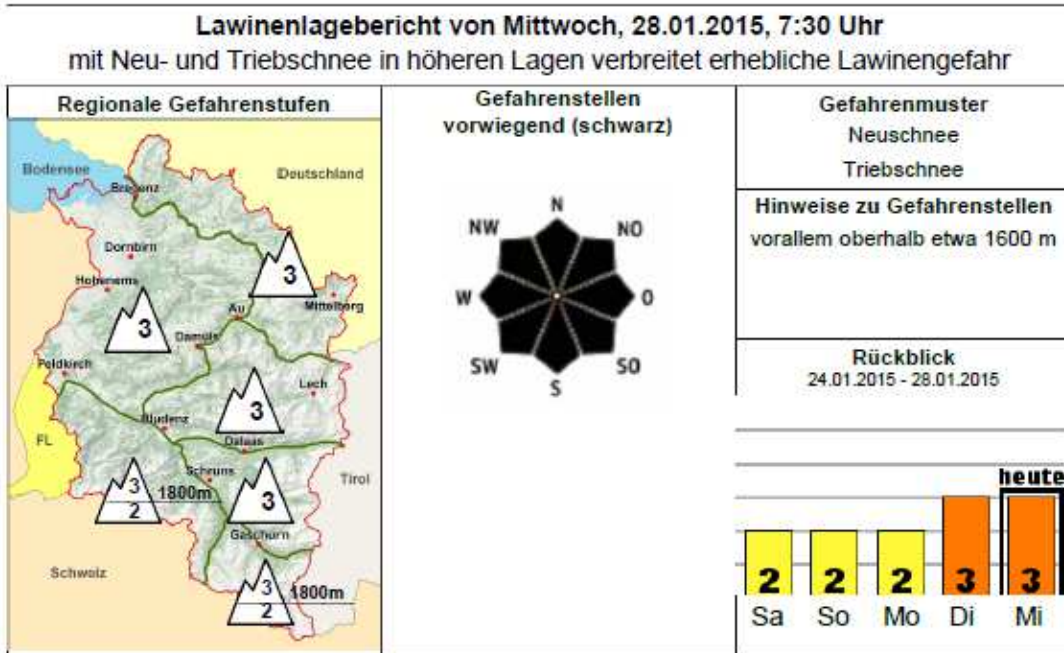 Lawinenlagebericht von Mittwoch, 28.01.2015, 7:30 Uhr
mit Neu- und Triebschnee in höheren Lagen verbreitet erhebliche Lawinengefahr
Regionale Gefahrenstufen
Bodensee
Deutschland
Bregenz
Dornbirn
3
Hohenems
Mittelberg
3
Au
Damüls
Feldkirch
Lech
3
Bludenz
FL
Dalaas
Schruns
Tirol
3
1800m
2
3
Gaschurn
Schweiz
3
1800m
2
Gefahrenstellen
vorwiegend (schwarz)
N
NW
NO
W
O
SW
SO
S
Gefahrenmuster
Neuschnee
Triebschnee
Hinweise zu Gefahrenstellen
vorallem oberhalb etwa 1600 m
Rückblick
24.01.2015 - 28.01.2015
heute
2 2 2 3 3
Sa So Mo Di Mi